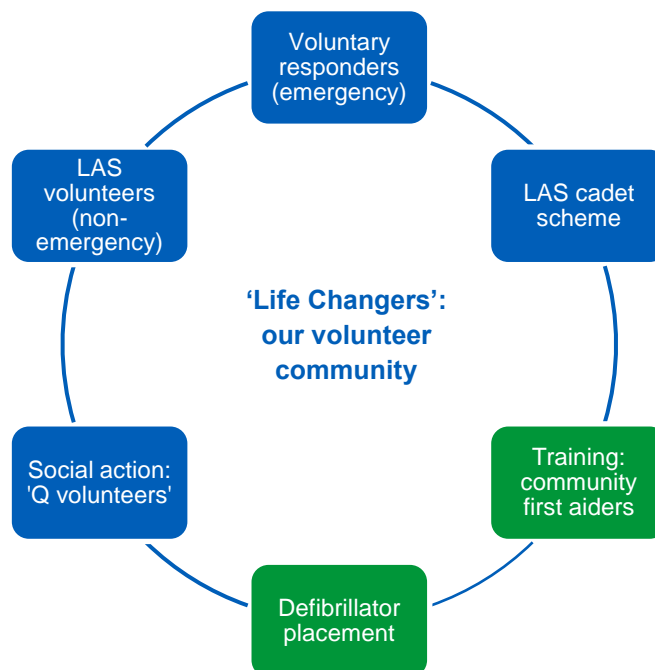 Voluntary
responders
(emergency)
LAS
volunteers
(non-
emergency)
LAS cadet
scheme
‘Life Changers’:
our volunteer
community
Social action:
'Q volunteers'
Training:
community
first aiders
Defibrillator
placement